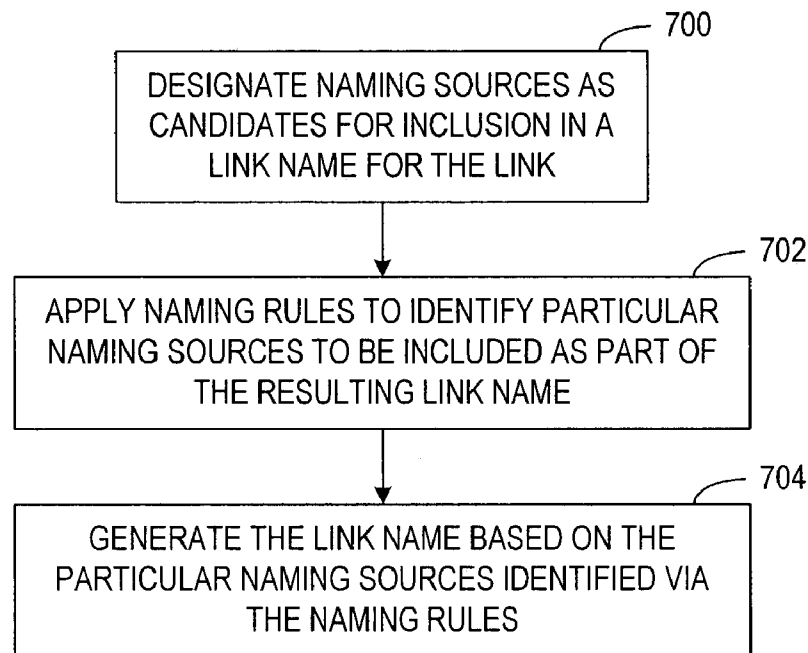 700
DESIGNATE NAMING SOURCES AS
CANDIDATES FOR INCLUSION IN A
LINK NAME FOR THE LINK
702
APPLY NAMING RULES TO IDENTIFY PARTICULAR
NAMING SOURCES TO BE INCLUDED AS PART OF
THE RESULTING LINK NAME
704
GENERATE THE LINK NAME BASED ON THE
PARTICULAR NAMING SOURCES IDENTIFIED VIA
THE NAMING RULES